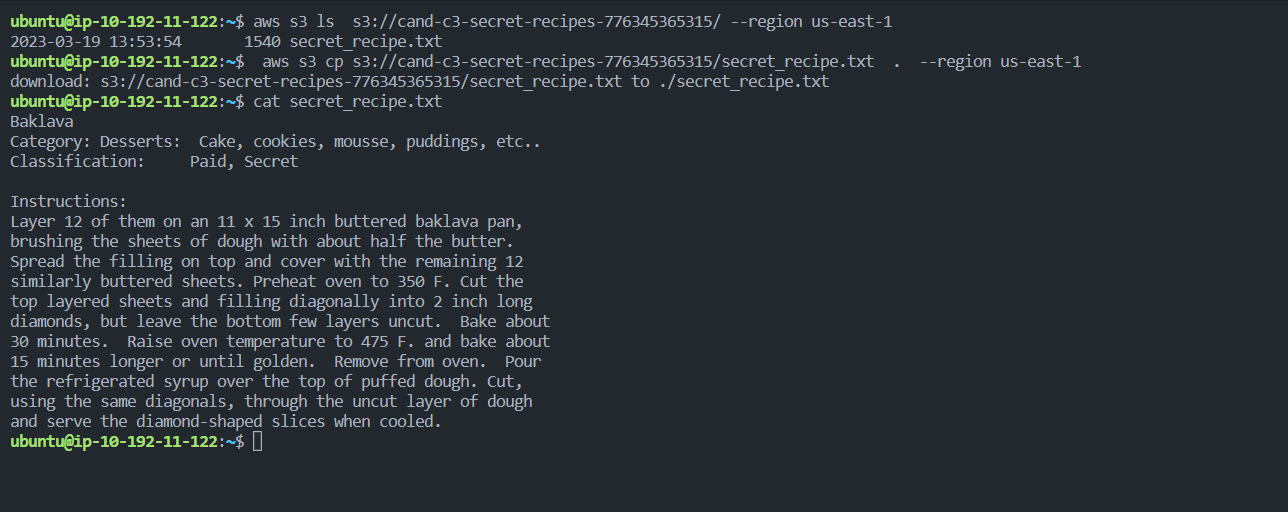 ubuntu@ip-10-192-11-122:~$ aws s3 ls  s3://cand-c3-secret-recipes-776345365315/ --region us-east-1
2023-03-19 13:53:54       1540 secret_recipe.txt
ubuntu@ip-10-192-11-122:~$  aws s3 cp s3://cand-c3-secret-recipes-776345365315/secret_recipe.txt  .  --region us-east-1
download: s3://cand-c3-secret-recipes-776345365315/secret_recipe.txt to ./secret_recipe.txt
ubuntu@ip-10-192-11-122:~$ cat secret_recipe.txt
Baklava
Category: Desserts:  Cake, cookies, mousse, puddings, etc..
Classification:     Paid, Secret

Instructions:
Layer 12 of them on an 11 x 15 inch buttered baklava pan,
brushing the sheets of dough with about half the butter.
Spread the filling on top and cover with the remaining 12
similarly buttered sheets. Preheat oven to 350 F. Cut the
top layered sheets and filling diagonally into 2 inch long
diamonds, but leave the bottom few layers uncut.  Bake about
30 minutes.  Raise oven temperature to 475 F. and bake about
15 minutes longer or until golden.  Remove from oven.  Pour
the refrigerated syrup over the top of puffed dough. Cut,
using the same diagonals, through the uncut layer of dough
and serve the diamond-shaped slices when cooled.
ubuntu@ip-10-192-11-122:~$